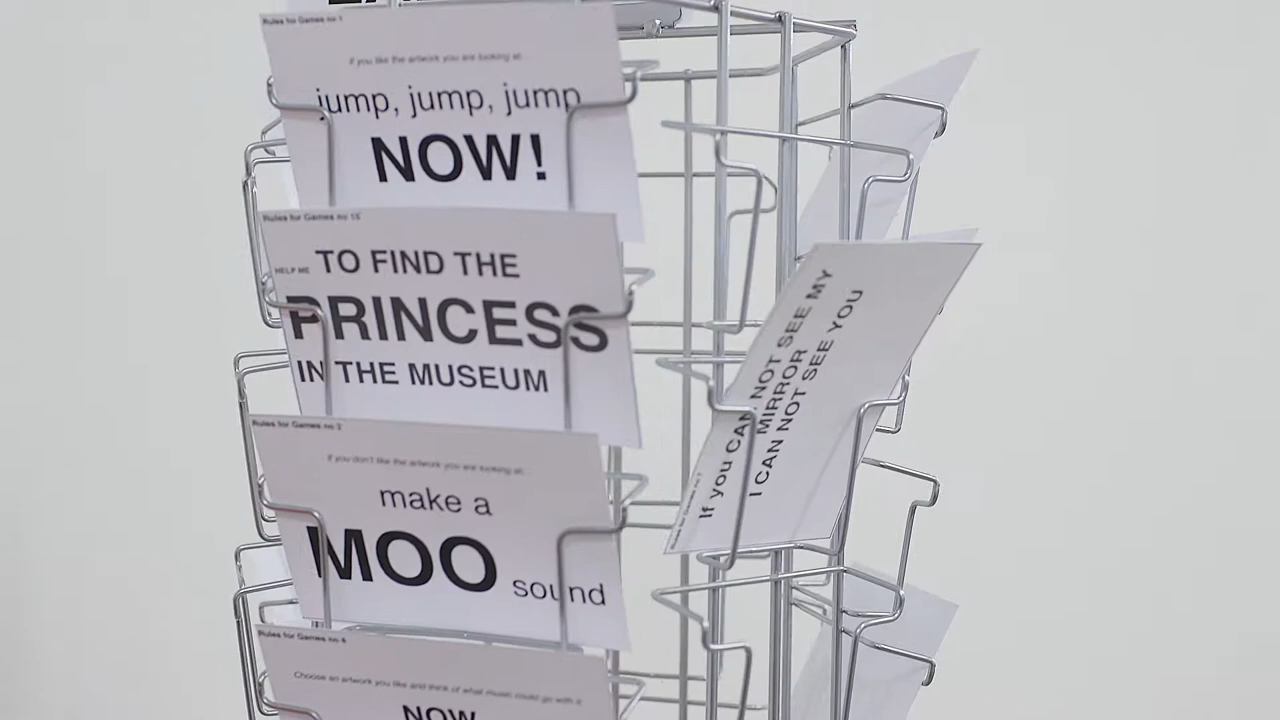 Rules for Games no 1
if you like the artwork you are looking at...
jump, jump, jump
NOW!
Rules for Games no 15
HELP ME TO FIND THE
PRINCESS
IN THE MUSEUM
Rules for Games no 2
if you don't like the artwork you are looking at...
make a
MOO sound
Rules for Games no 4
Choose an artwork you like and think of what music could go with it
NOW
If you CAN NOT SEE MY
MIRROR
I CAN NOT SEE YOU
Rules for Games no